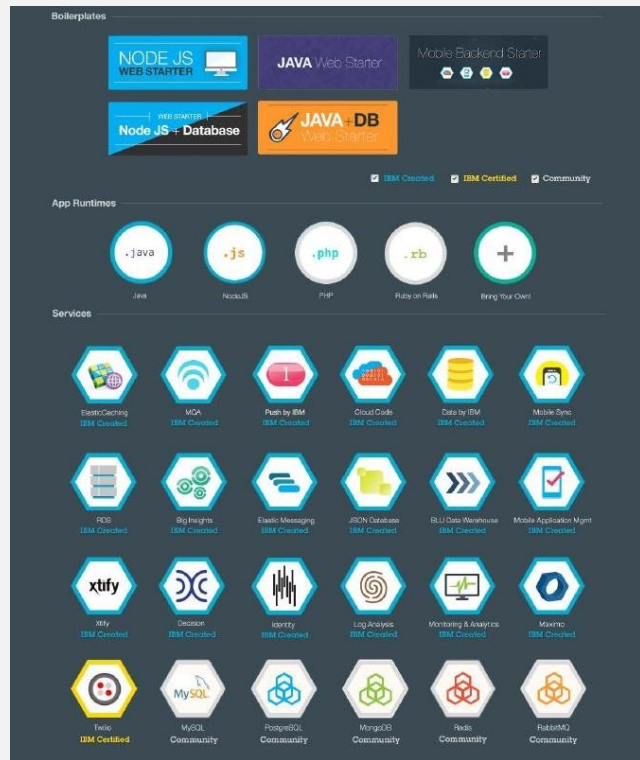 Boilerplates
NODE JS
WEB STARTER
JAVA Web Starter
Mobile Backend Starter
WEB STARTER
Node JS + Database
JAVA+DB
Web Starter
IBM Created
IBM Certified
Community
App Runtimes
.java
.js
.php
.rb
+
Java
NodeJS
PHP
Ruby on Rails
Bring Your Own!
Services
1
ElasticCaching
IBM Created
MQA
IBM Created
Push by IBM
IBM Created
Cloud Code
IBM Created
Data by IBM
IBM Created
Mobile Sync
IBM Created
RDS
IBM Created
Big Insights
IBM Created
Elastic Messaging
IBM Created
JSON Database
IBM Created
BLU Data Warehouse
IBM Created
Mobile Application Mgmt
IBM Created
xtify
Xtify
IBM Created
Decision
IBM Created
Identity
IBM Created
Log Analysis
IBM Created
Monitoring & Analytics
IBM Created
Maximo
IBM Created
Twilio
IBM Certified
MySQL
MySQL
Community
PostgreSQL
Community
MongoDB
Community
Redis
Community
RabbitMQ
Community